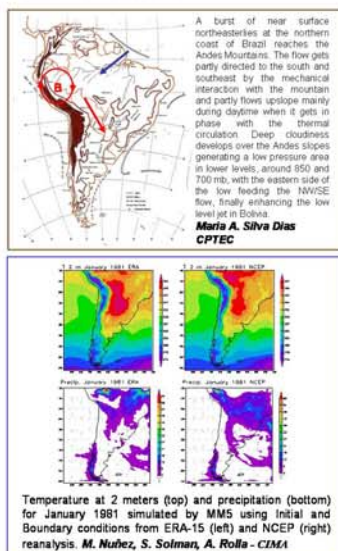 A burst of near surface
northeasterlies at the northern
coast of Brazil reaches the
Andes Mountains. The flow gets
partly directed to the south and
southeast by the mechanical
interaction with the mountain
and partly flows upslope mainly
during daytime when it gets in
phase with the thermal
circulation. Deep cloudiness
develops over the Andes slopes
generating a low pressure area
in lower levels, around 850 and
700 mb, with the eastern side of
the low feeding the NW/SE
flow, finally enhancing the low
level jet in Bolivia.
Maria A. Silva Dias
CPTEC
B
T 2 m January 1981 ERA
T 2 m January 1981 NCEP
Precip. January 1981 ERA
Precip. January 1981 NCEP
Temperature at 2 meters (top) and precipitation (bottom)
for January 1981 simulated by MM5 using Initial and
Boundary conditions from ERA-15 (left) and NCEP (right)
reanalysis. M. Nuñez, S. Solman, A. Rolla - CIMA